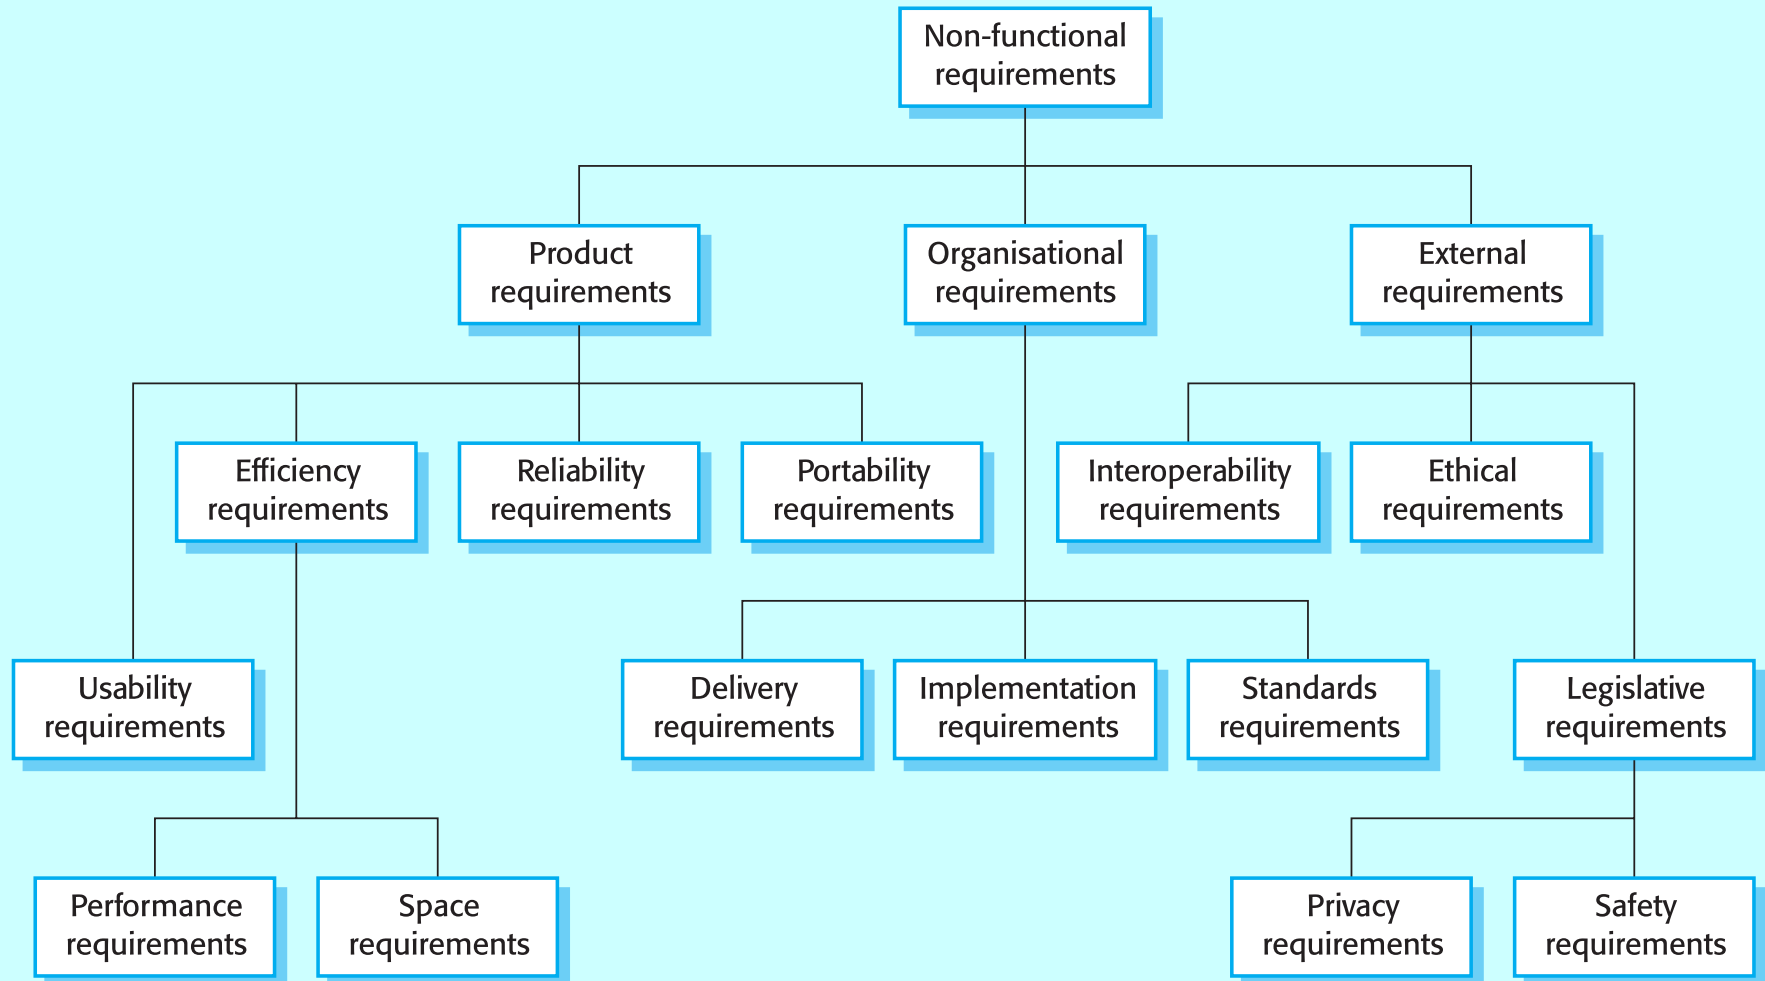 Non-functional
requirements
Product
requirements
Organisational
requirements
External
requirements
Efficiency
requirements
Reliability
requirements
Portability
requirements
Interoperability
requirements
Ethical
requirements
Usability
requirements
Delivery
requirements
Implementation
requirements
Standards
requirements
Legislative
requirements
Performance
requirements
Space
requirements
Privacy
requirements
Safety
requirements